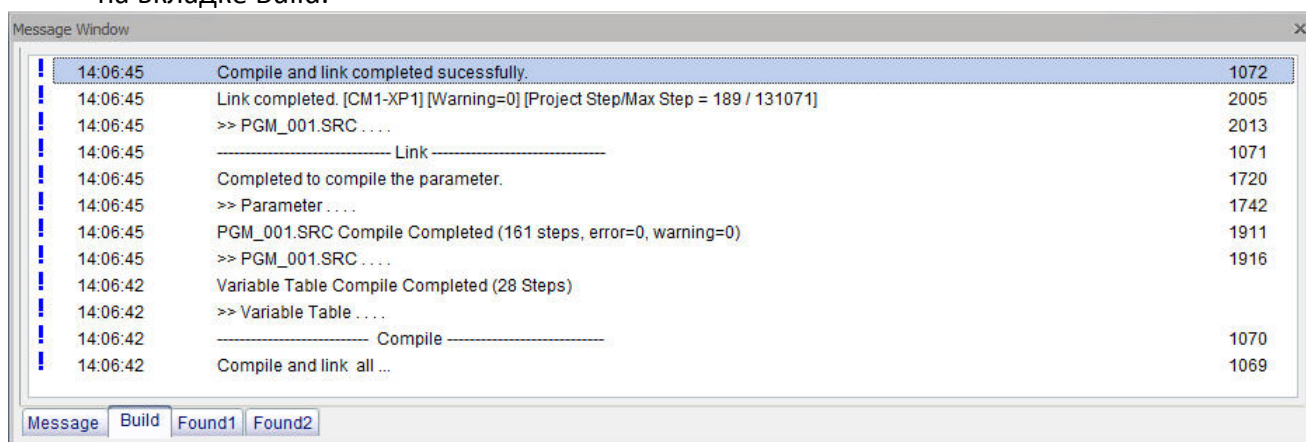 на вкладке Build.
Message Window
! 14:06:45 Compile and link completed sucessfully. 1072
! 14:06:45 Link completed. [CM1-XP1] [Warning=0] [Project Step/Max Step = 189 / 131071] 2005
! 14:06:45 >> PGM_001.SRC . . . . 2013
! 14:06:45 ------------------------------- Link ------------------------------- 1071
! 14:06:45 Completed to compile the parameter. 1720
! 14:06:45 >> Parameter . . . . 1742
! 14:06:45 PGM_001.SRC Compile Completed (161 steps, error=0, warning=0) 1911
! 14:06:45 >> PGM_001.SRC . . . . 1916
! 14:06:42 Variable Table Compile Completed (28 Steps)
! 14:06:42 >> Variable Table . . . .
! 14:06:42 --------------------------- Compile ---------------------------- 1070
! 14:06:42 Compile and link all ... 1069
Message Build Found1 Found2